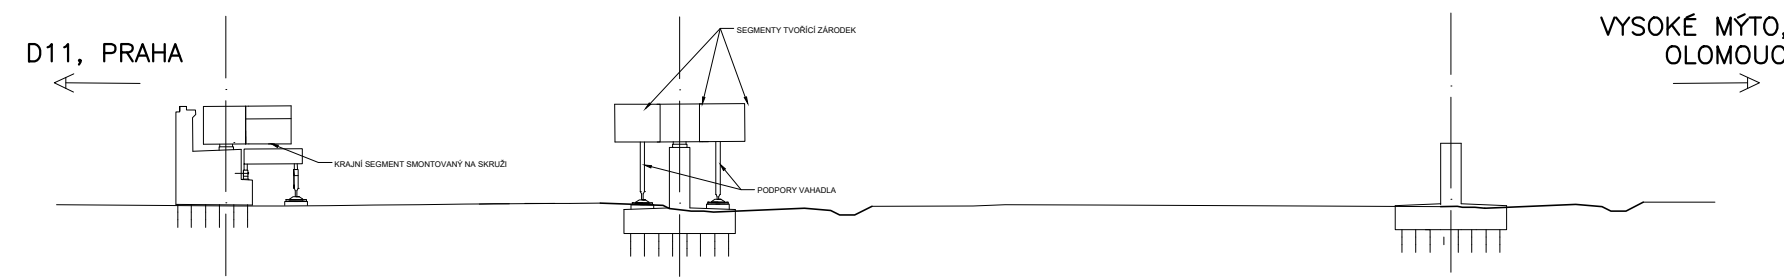 D11, PRAHA
SEGMENTY TVOŘÍCÍ ZÁRODEK
VYSOKÉ MÝTO,
OLOMOUC
KRAJNÍ SEGMENT SMONTOVANÝ NA SKRUŽI
PODPORY VAHADLA